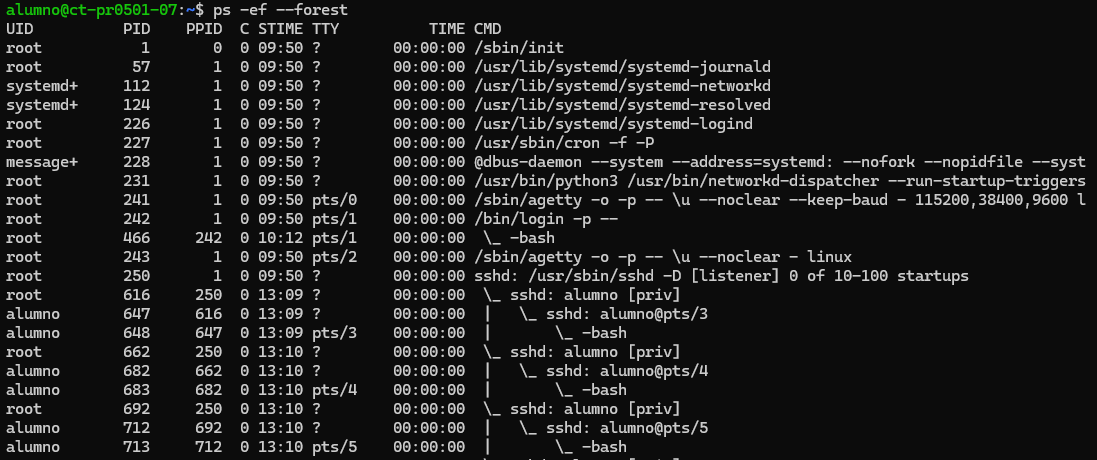 alumno@ct-pr0501-07:~$ ps -ef --forest
UID          PID    PPID  C STIME TTY          TIME CMD
root           1       0  0 09:50 ?        00:00:00 /sbin/init
root          57       1  0 09:50 ?        00:00:00 /usr/lib/systemd/systemd-journald
systemd+     112       1  0 09:50 ?        00:00:00 /usr/lib/systemd/systemd-networkd
systemd+     124       1  0 09:50 ?        00:00:00 /usr/lib/systemd/systemd-resolved
root         226       1  0 09:50 ?        00:00:00 /usr/lib/systemd/systemd-logind
root         227       1  0 09:50 ?        00:00:00 /usr/sbin/cron -f -P
message+     228       1  0 09:50 ?        00:00:00 @dbus-daemon --system --address=systemd: --nofork --nopidfile --syst
root         231       1  0 09:50 ?        00:00:00 /usr/bin/python3 /usr/bin/networkd-dispatcher --run-startup-triggers
root         241       1  0 09:50 pts/0    00:00:00 /sbin/agetty -o -p -- \u --noclear --keep-baud - 115200,38400,9600 l
root         242       1  0 09:50 pts/1    00:00:00 /bin/login -p --
root         466     242  0 10:12 pts/1    00:00:00  \_ -bash
root         243       1  0 09:50 pts/2    00:00:00 /sbin/agetty -o -p -- \u --noclear - linux
root         250       1  0 09:50 ?        00:00:00 sshd: /usr/sbin/sshd -D [listener] 0 of 10-100 startups
root         616     250  0 13:09 ?        00:00:00  \_ sshd: alumno [priv]
alumno       647     616  0 13:09 ?        00:00:00  |   \_ sshd: alumno@pts/3
alumno       648     647  0 13:09 pts/3    00:00:00  |       \_ -bash
root         662     250  0 13:10 ?        00:00:00  \_ sshd: alumno [priv]
alumno       682     662  0 13:10 ?        00:00:00  |   \_ sshd: alumno@pts/4
alumno       683     682  0 13:10 pts/4    00:00:00  |       \_ -bash
root         692     250  0 13:10 ?        00:00:00  \_ sshd: alumno [priv]
alumno       712     692  0 13:10 ?        00:00:00  |   \_ sshd: alumno@pts/5
alumno       713     712  0 13:10 pts/5    00:00:00  |       \_ -bash